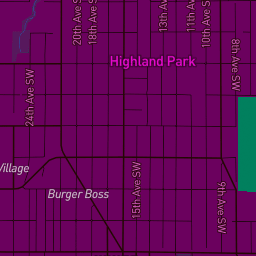 20th Ave S
18th Ave S
13th Ave
11th Ave
10th Ave SW
8th Ave SW
Highland Park
24th Ave SW
Village
15th Ave SW
9th Ave SW
Burger Boss